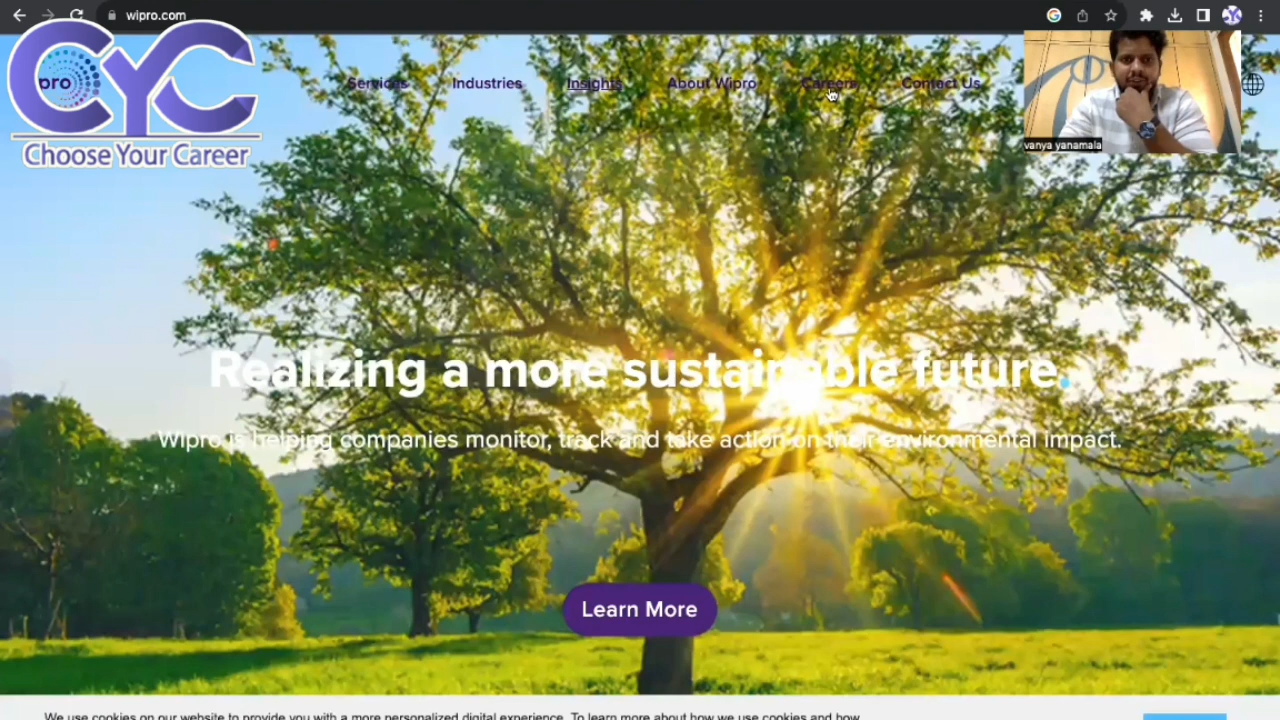 wipro.com
CYC
pro
Choose Your Career
Services
Industries
Insights
About Wipro
Careers
Contact Us
vanya yanamala
Realizing a more sustainable future.
Wipro is helping companies monitor, track and take action on their environmental impact.
Learn More
We use cookies on our website to provide you with a more personalized digital experience. To learn more about how we use cookies and how